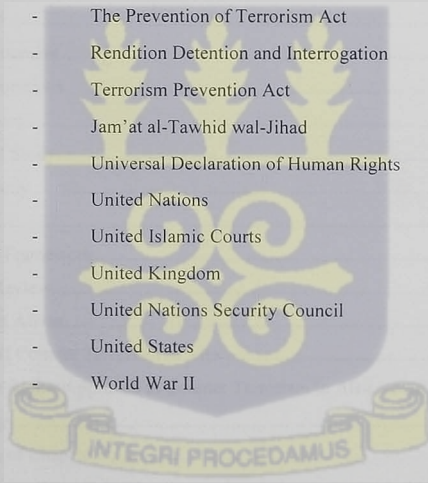 - The Prevention of Terrorism Act
- Rendition Detention and Interrogation
- Terrorism Prevention Act
- Jam'at al-Tawhid wal-Jihad
- Universal Declaration of Human Rights
- United Nations
- United Islamic Courts
- United Kingdom
- United Nations Security Council
- United States
- World War II
INTEGRI PROCEDAMUS